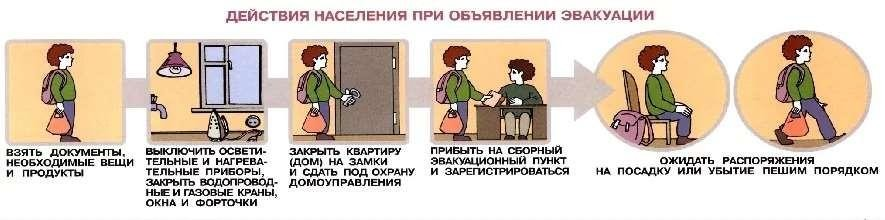 ДЕЙСТВИЯ НАСЕЛЕНИЯ ПРИ ОБЪЯВЛЕНИИ ЭВАКУАЦИИ
ВЗЯТЬ ДОКУМЕНТЫ,
НЕОБХОДИМЫЕ ВЕЩИ
И ПРОДУКТЫ
ВЫКЛЮЧИТЬ ОСВЕТИ-
ТЕЛЬНЫЕ И НАГРЕВА-
ТЕЛЬНЫЕ ПРИБОРЫ,
ЗАКРЫТЬ ВОДОПРОВОД-
НЫЕ И ГАЗОВЫЕ КРАНЫ,
ОКНА И ФОРТОЧКИ
ЗАКРЫТЬ КВАРТИРУ
(ДОМ) НА ЗАМКИ
И СДАТЬ ПОД ОХРАНУ
ДОМОУПРАВЛЕНИЯ
ПРИБЫТЬ НА СБОРНЫЙ
ЭВАКУАЦИОННЫЙ ПУНКТ
И ЗАРЕГИСТРИРОВАТЬСЯ
ОЖИДАТЬ РАСПОРЯЖЕНИЯ
НА ПОСАДКУ ИЛИ УБЫТИЕ ПЕШИМ ПОРЯДКОМ